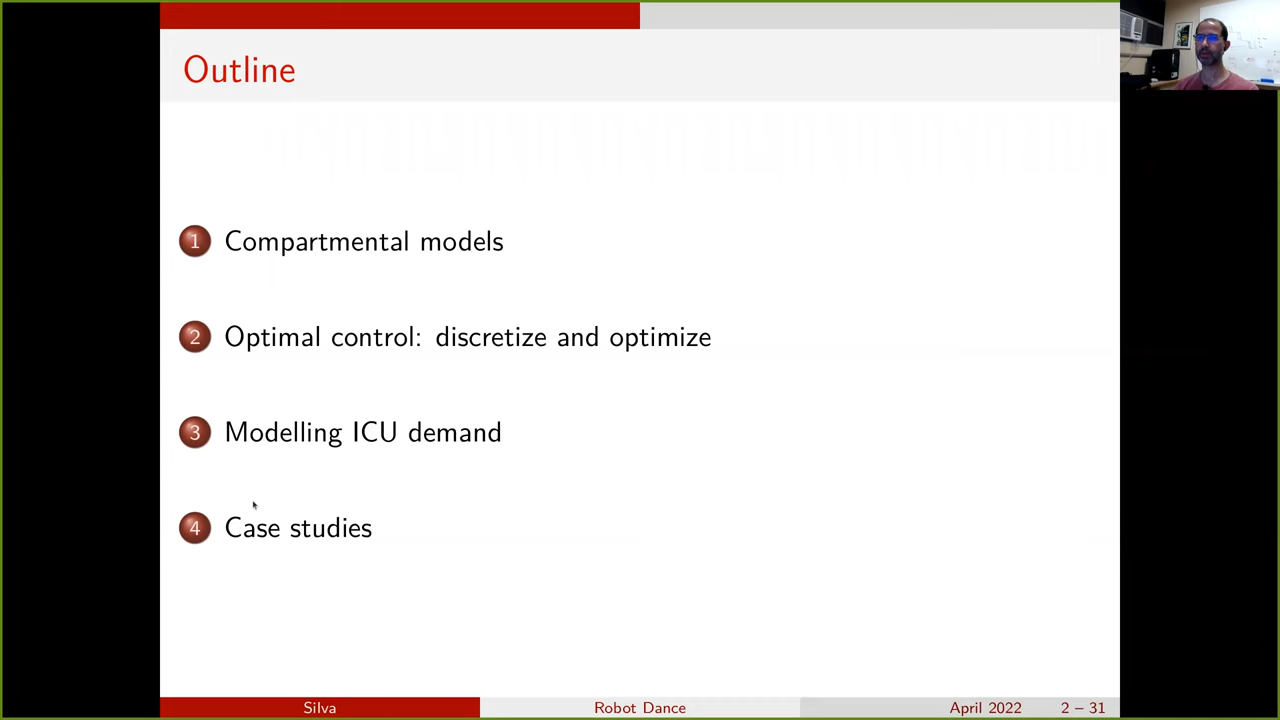 Outline
1 Compartmental models
2 Optimal control: discretize and optimize
3 Modelling ICU demand
4 Case studies
Silva Robot Dance April 2022 2 – 31